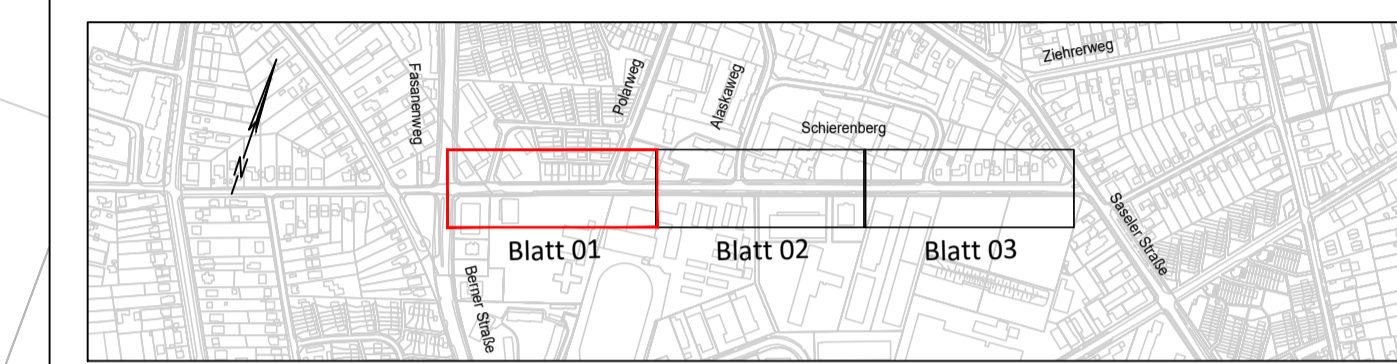 Ziehrerweg
Fasanenweg
Polarweg
Alaskaweg
Schierenberg
N
Saseler Straße
Blatt 01
Blatt 02
Blatt 03
Berner Straße